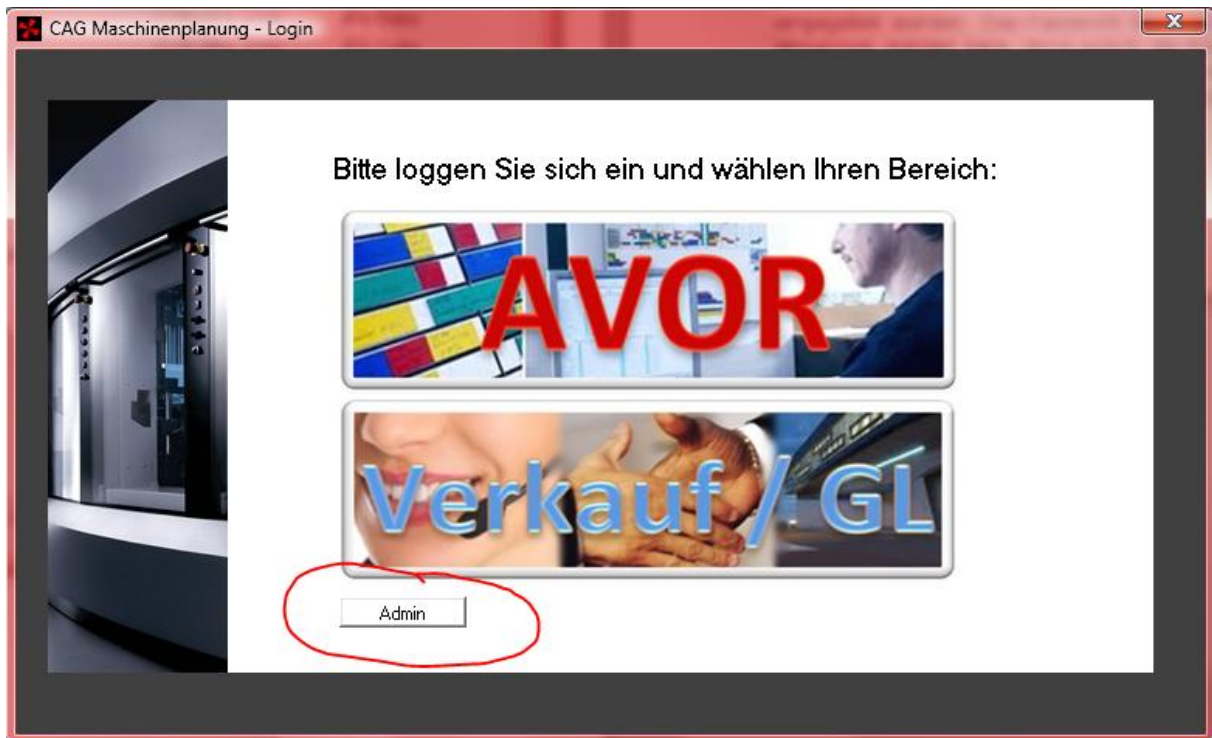 CAG Maschinenplanung - Login
Bitte loggen Sie sich ein und wählen Ihren Bereich:
AVOR
Verkauf / GL
Admin